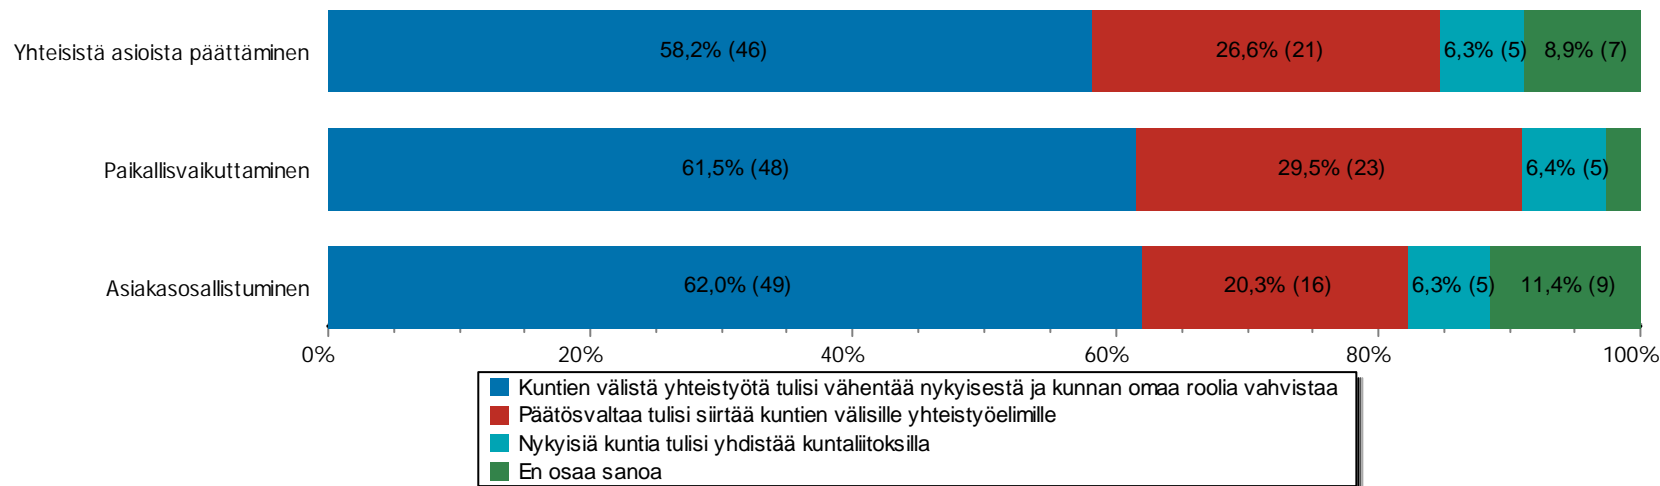 Yhteisistä asioista päättäminen 58,2% (46) 26,6% (21) 6,3% (5) 8,9% (7)
Paikallisvaikuttaminen 61,5% (48) 29,5% (23) 6,4% (5)
Asiakasosallistuminen 62,0% (49) 20,3% (16) 6,3% (5) 11,4% (9)
0% 20% 40% 60% 80% 100%
Kuntien välistä yhteistyötä tulisi vähentää nykyisestä ja kunnan omaa roolia vahvistaa
Päätösvaltaa tulisi siirtää kuntien välisille yhteistyöelimille
Nykyisiä kuntia tulisi yhdistää kuntaliitoksilla
En osaa sanoa